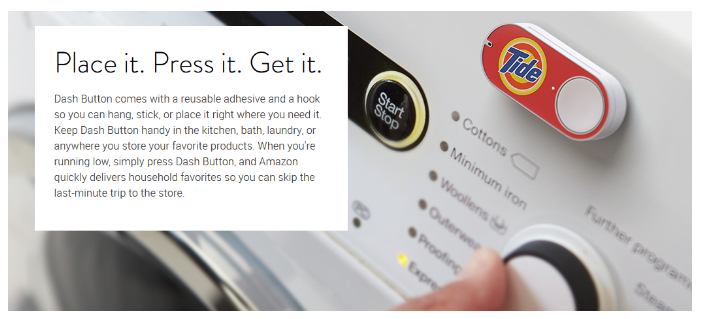 Place it. Press it. Get it.
Dash Button comes with a reusable adhesive and a hook
so you can hang, stick, or place it right where you need it.
Keep Dash Button handy in the kitchen, bath, laundry, or
anywhere you store your favorite products. When you're
running low, simply press Dash Button, and Amazon
quickly delivers household favorites so you can skip the
last-minute trip to the store.
Tide
Start
Stop
Cottons
Minimum iron
Woollens
Outerwea
Proofing
Expre
Further program
Steam